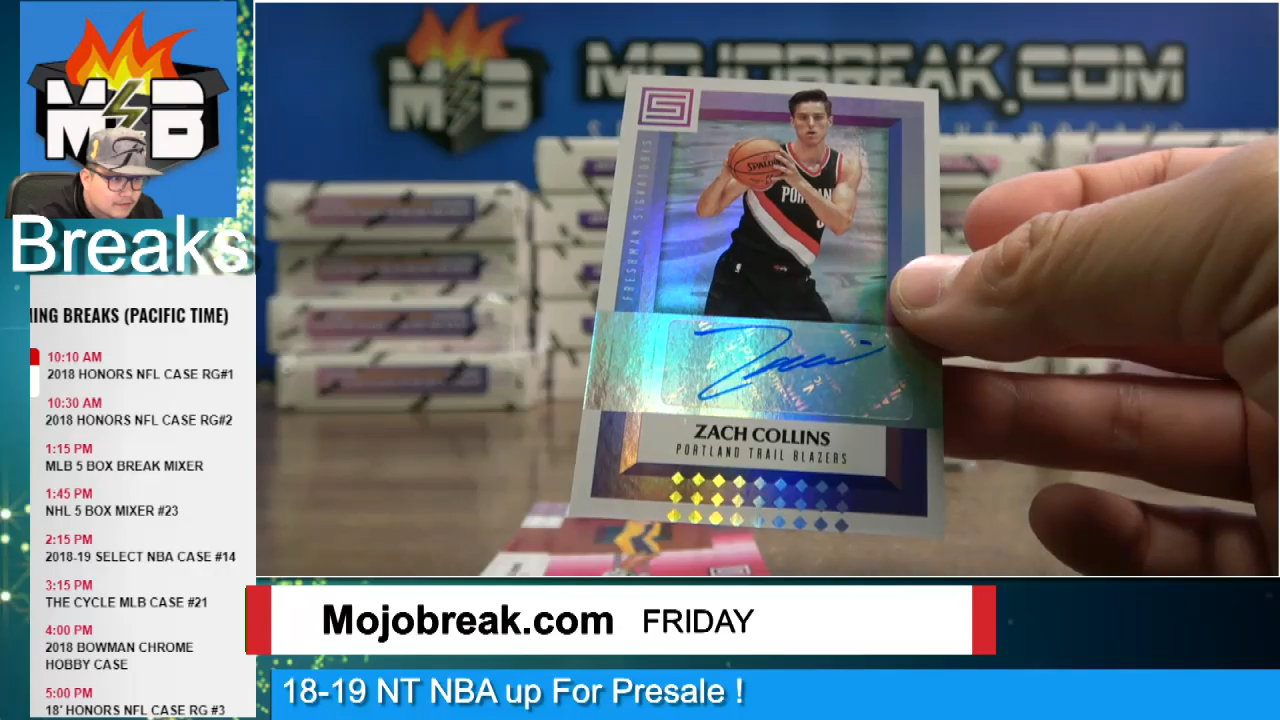 M B
Breaks
MING BREAKS (PACIFIC TIME)
10:10 AM
2018 HONORS NFL CASE RG#1
10:30 AM
2018 HONORS NFL CASE RG#2
1:15 PM
MLB 5 BOX BREAK MIXER
1:45 PM
NHL 5 BOX MIXER #23
2:15 PM
2018-19 SELECT NBA CASE #14
3:15 PM
THE CYCLE MLB CASE #21
4:00 PM
2018 BOWMAN CHROME
HOBBY CASE
5:00 PM
18' HONORS NFL CASE RG #3
M B
MOJOBREAK.COM
S
FRESHMAN SIGNATURES
SPALDING
PORTLAND
ZACH COLLINS
PORTLAND TRAIL BLAZERS
Mojobreak.com FRIDAY
18-19 NT NBA up For Presale !